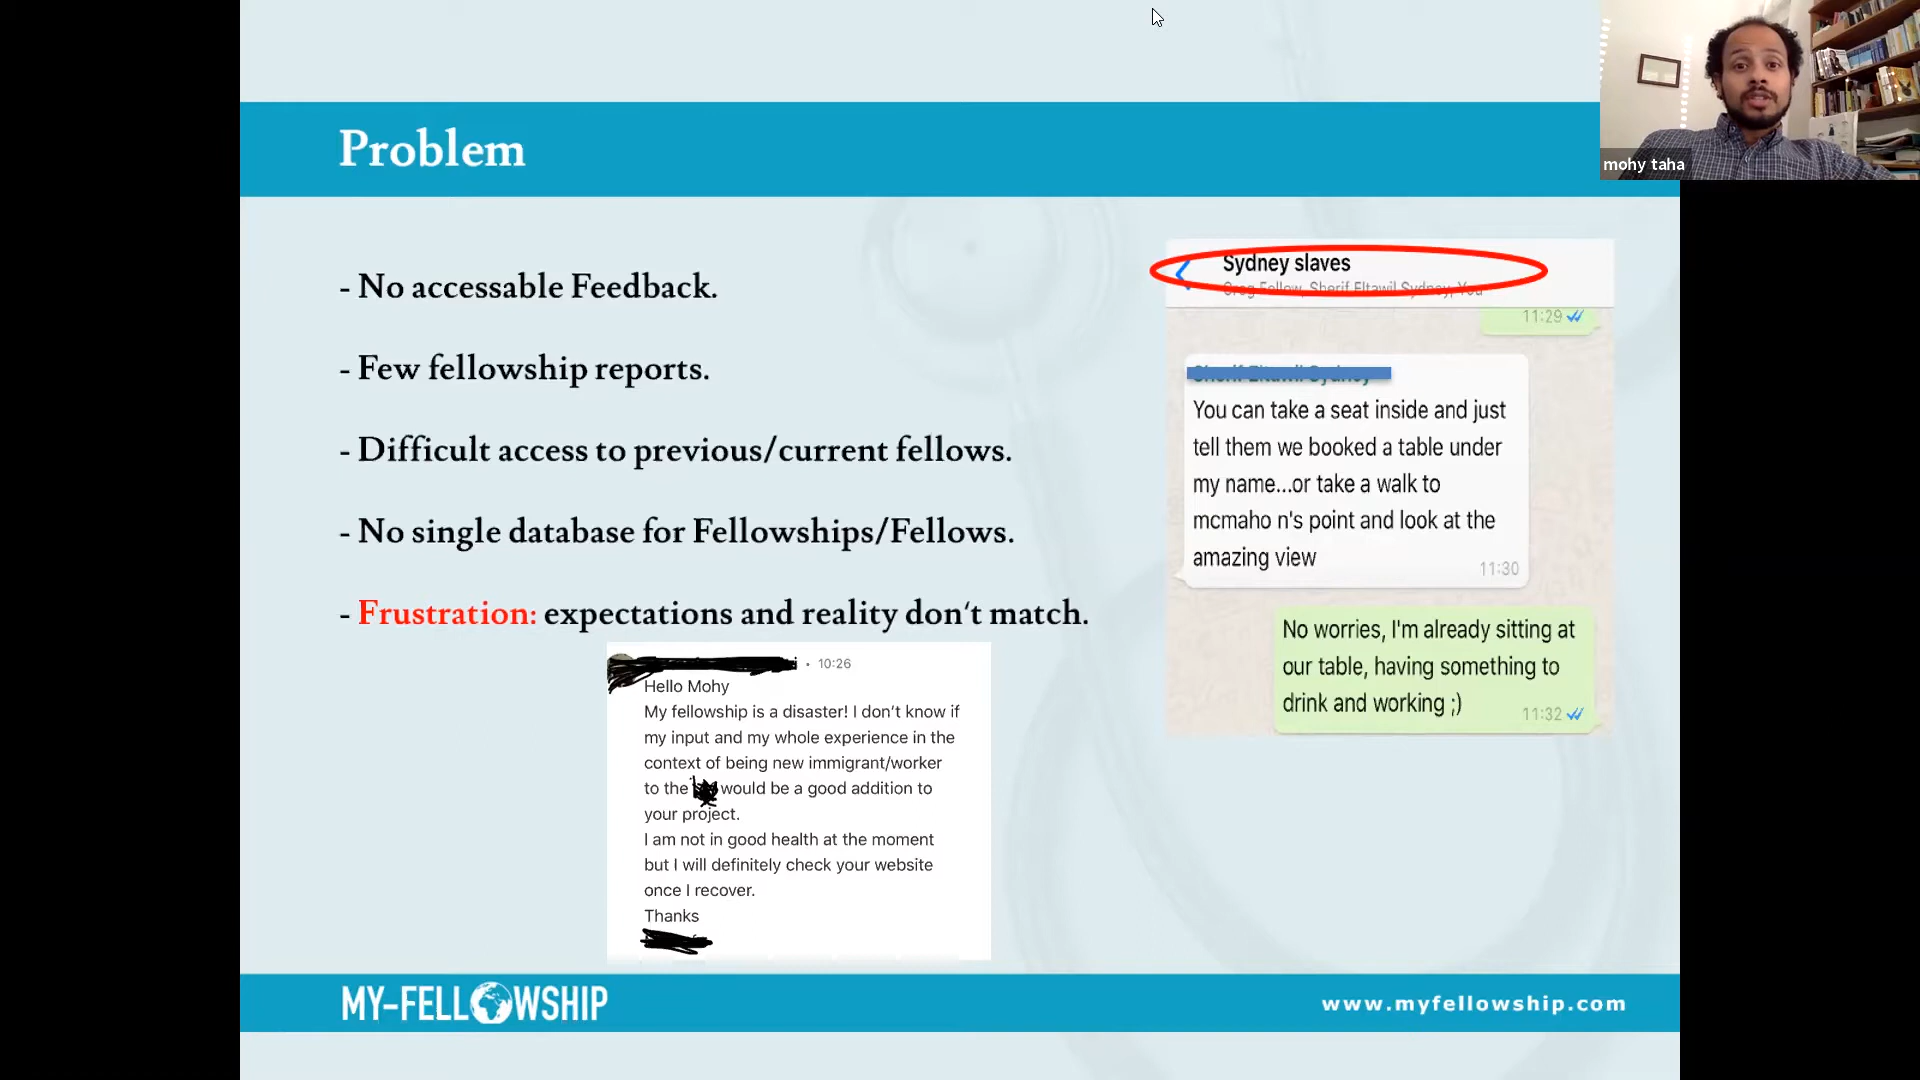 Problem
mohy taha
- No accessable Feedback.
- Few fellowship reports.
- Difficult access to previous/current fellows.
- No single database for Fellowships/Fellows.
- Frustration: expectations and reality don't match.
Sydney slaves
Greg Fellow, Sherif Eltawil Sydney, You
11:29
You can take a seat inside and just
tell them we booked a table under
my name...or take a walk to
mcmaho n's point and look at the
amazing view
11:30
No worries, I'm already sitting at
our table, having something to
drink and working ;)
11:32
• 10:26
Hello Mohy
My fellowship is a disaster! I don't know if
my input and my whole experience in the
context of being new immigrant/worker
to the would be a good addition to
your project.
I am not in good health at the moment
but I will definitely check your website
once I recover.
Thanks
MY-FELLOWSHIP
www.myfellowship.com